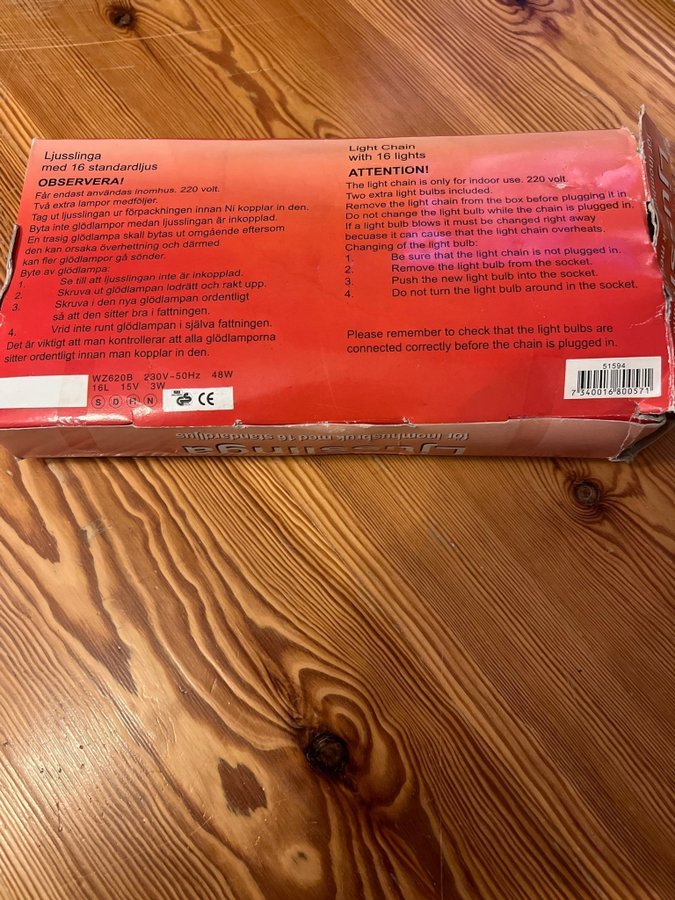 Ljusslinga
med 16 standardljus
OBSERVERA!
Får endast användas inomhus. 220 volt.
Två extra lampor medföljer.
Tag ut ljusslingan ur förpackningen innan Ni kopplar in den.
Byta inte glödlampor medan ljusslingan är inkopplad.
En trasig glödlampa skall bytas ut omgående eftersom
den kan orsaka överhettning och därmed
kan fler glödlampor gå sönder.
Byte av glödlampa:
1. Se till att ljusslingan inte är inkopplad.
2. Skruva ut glödlampan lodrätt och rakt upp.
3. Skruva i den nya glödlampan ordentligt
så att den sitter bra i fattningen.
4. Vrid inte runt glödlampan i själva fattningen.
Det är viktigt att man kontrollerar att alla glödlamporna
sitter ordentligt innan man kopplar in den.
WZ620B 230V~50Hz 48W
16L 15V 3W
S D FI N
GS CE
Light Chain
with 16 lights
ATTENTION!
The light chain is only for indoor use. 220 volt.
Two extra light bulbs included.
Remove the light chain from the box before plugging it in.
Do not change the light bulb while the chain is plugged in.
If a light bulb blows it must be changed right away
becuase it can cause that the light chain overheats.
Changing of the light bulb:
1. Be sure that the light chain is not plugged in.
2. Remove the light bulb from the socket.
3. Push the new light bulb into the socket.
4. Do not turn the light bulb around in the socket.
Please remember to check that the light bulbs are
connected correctly before the chain is plugged in.
51594
7 340016 800571
Ljusslinga
för inomhusbruk med 16 standardljus